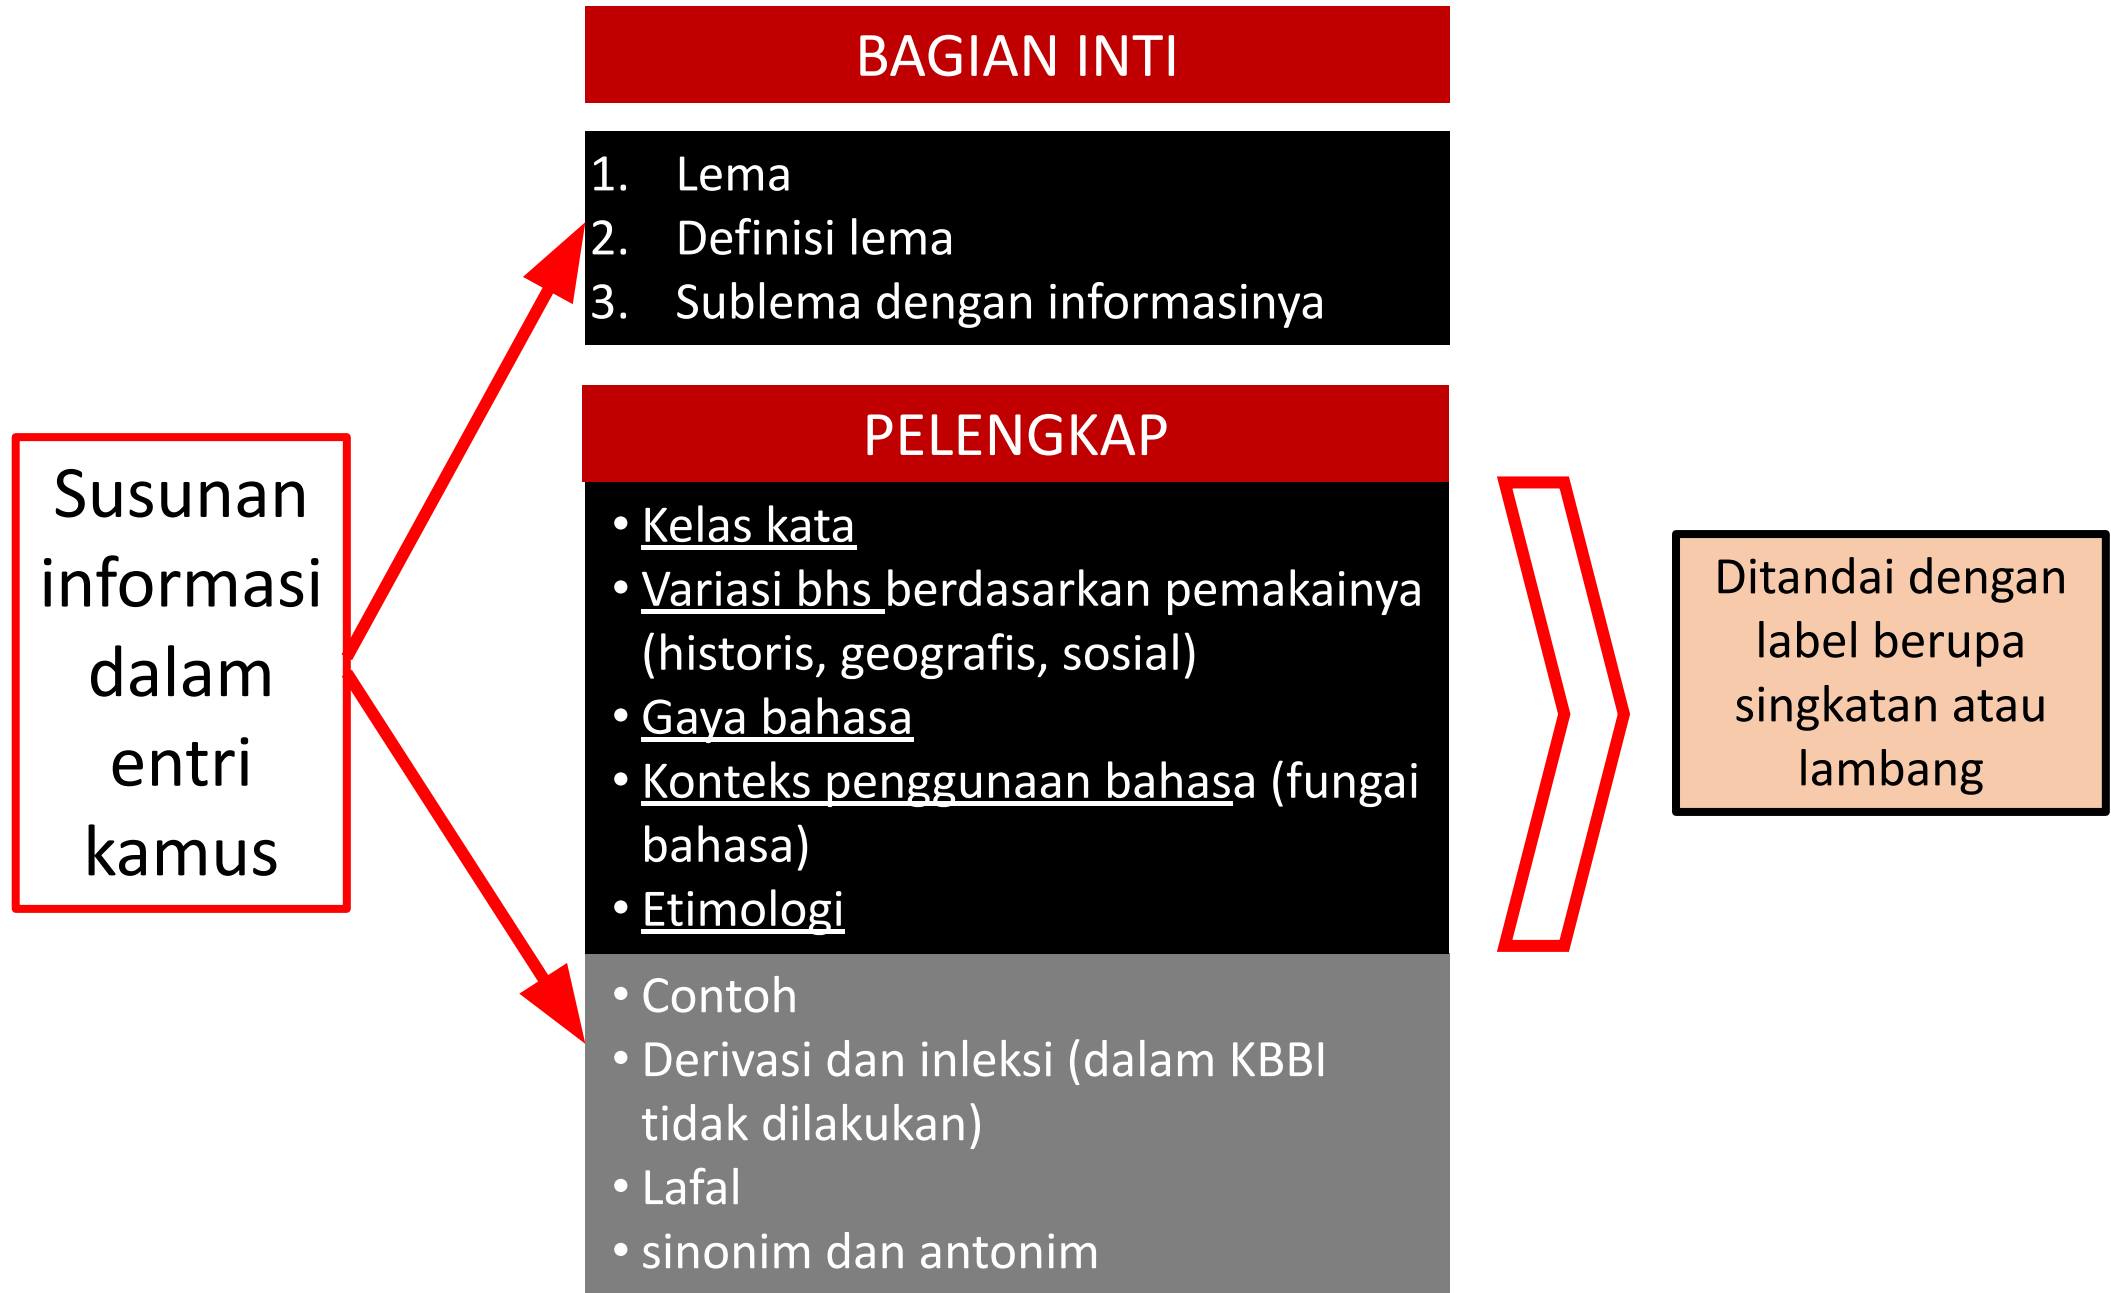 BAGIAN INTI
1. Lema
2. Definisi lema
3. Sublema dengan informasinya
Susunan
informasi
dalam
entri
kamus
PELENGKAP
• Kelas kata
• Variasi bhs berdasarkan pemakainya
(historis, geografis, sosial)
• Gaya bahasa
• Konteks penggunaan bahasa (fungai
bahasa)
• Etimologi
• Contoh
• Derivasi dan inleksi (dalam KBBI
tidak dilakukan)
• Lafal
• sinonim dan antonim
Ditandai dengan
label berupa
singkatan atau
lambang